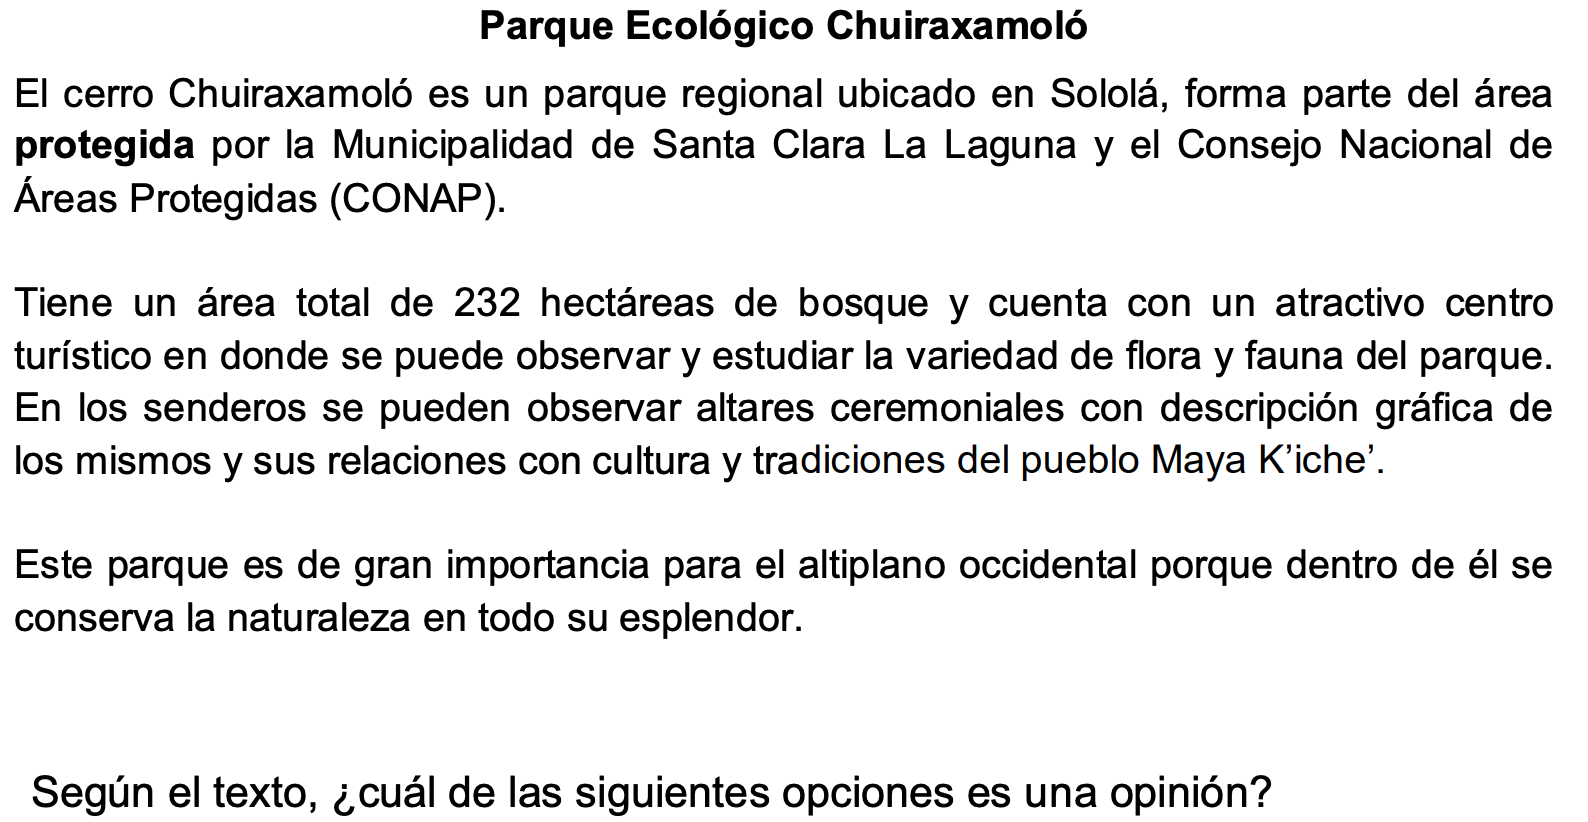 Parque Ecológico Chuiraxamoló
El cerro Chuiraxamoló es un parque regional ubicado en Sololá, forma parte del área
protegida por la Municipalidad de Santa Clara La Laguna y el Consejo Nacional de
Áreas Protegidas (CONAP).
Tiene un área total de 232 hectáreas de bosque y cuenta con un atractivo centro
turístico en donde se puede observar y estudiar la variedad de flora y fauna del parque.
En los senderos se pueden observar altares ceremoniales con descripción gráfica de
los mismos y sus relaciones con cultura y tradiciones del pueblo Maya K’iche’.
Este parque es de gran importancia para el altiplano occidental porque dentro de él se
conserva la naturaleza en todo su esplendor.
Según el texto, ¿cuál de las siguientes opciones es una opinión?